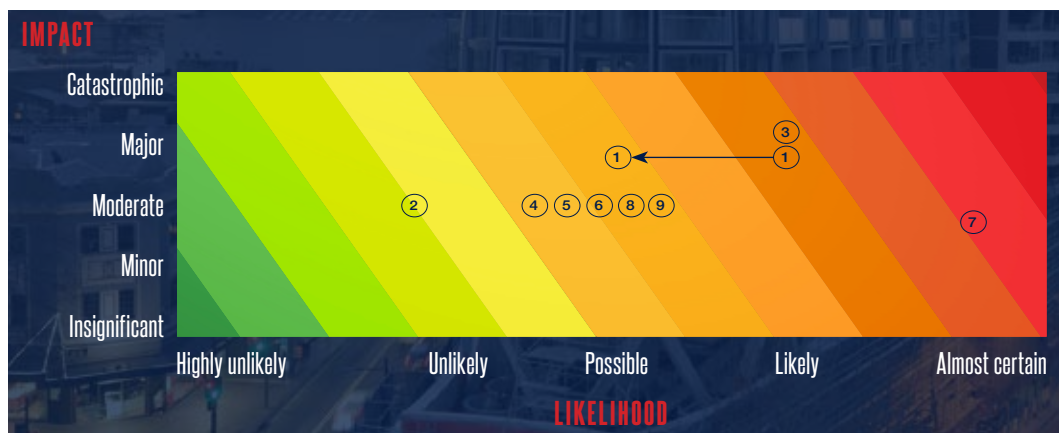 IMPACT
Catastrophic
3
Major
1 1
Moderate
2 4 5 6 8 9
7
Minor
Insignificant
Highly unlikely Unlikely Possible Likely Almost certain
LIKELIHOOD